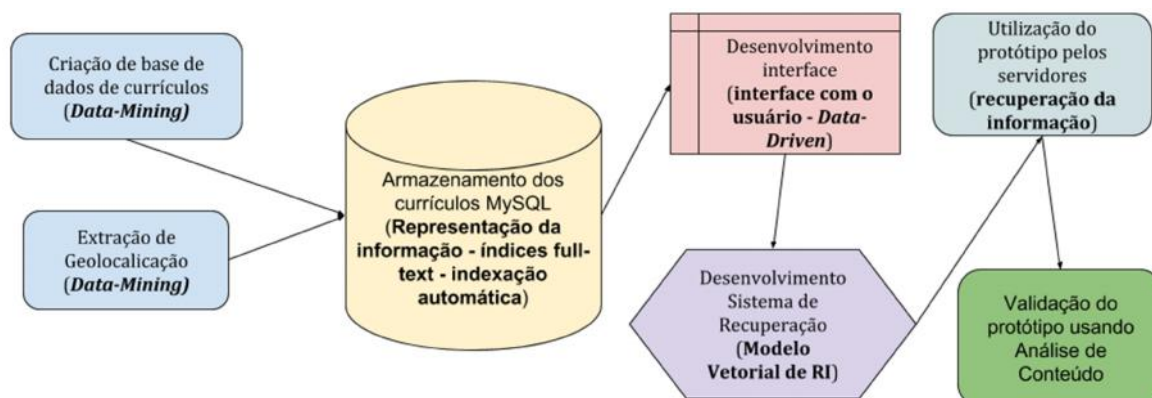 Criação de base de
dados de currículos
(Data-Mining)
Extração de
Geolocalicação
(Data-Mining)
Armazenamento dos
currículos MySQL
(Representação da
informação - índices full-
text - indexação
automática)
Desenvolvimento
interface
(interface com o
usuário - Data-
Driven)
Desenvolvimento
Sistema de
Recuperação
(Modelo
Vetorial de RI)
Utilização do
protótipo pelos
servidores
(recuperação da
informação)
Validação do
protótipo usando
Análise de
Conteúdo